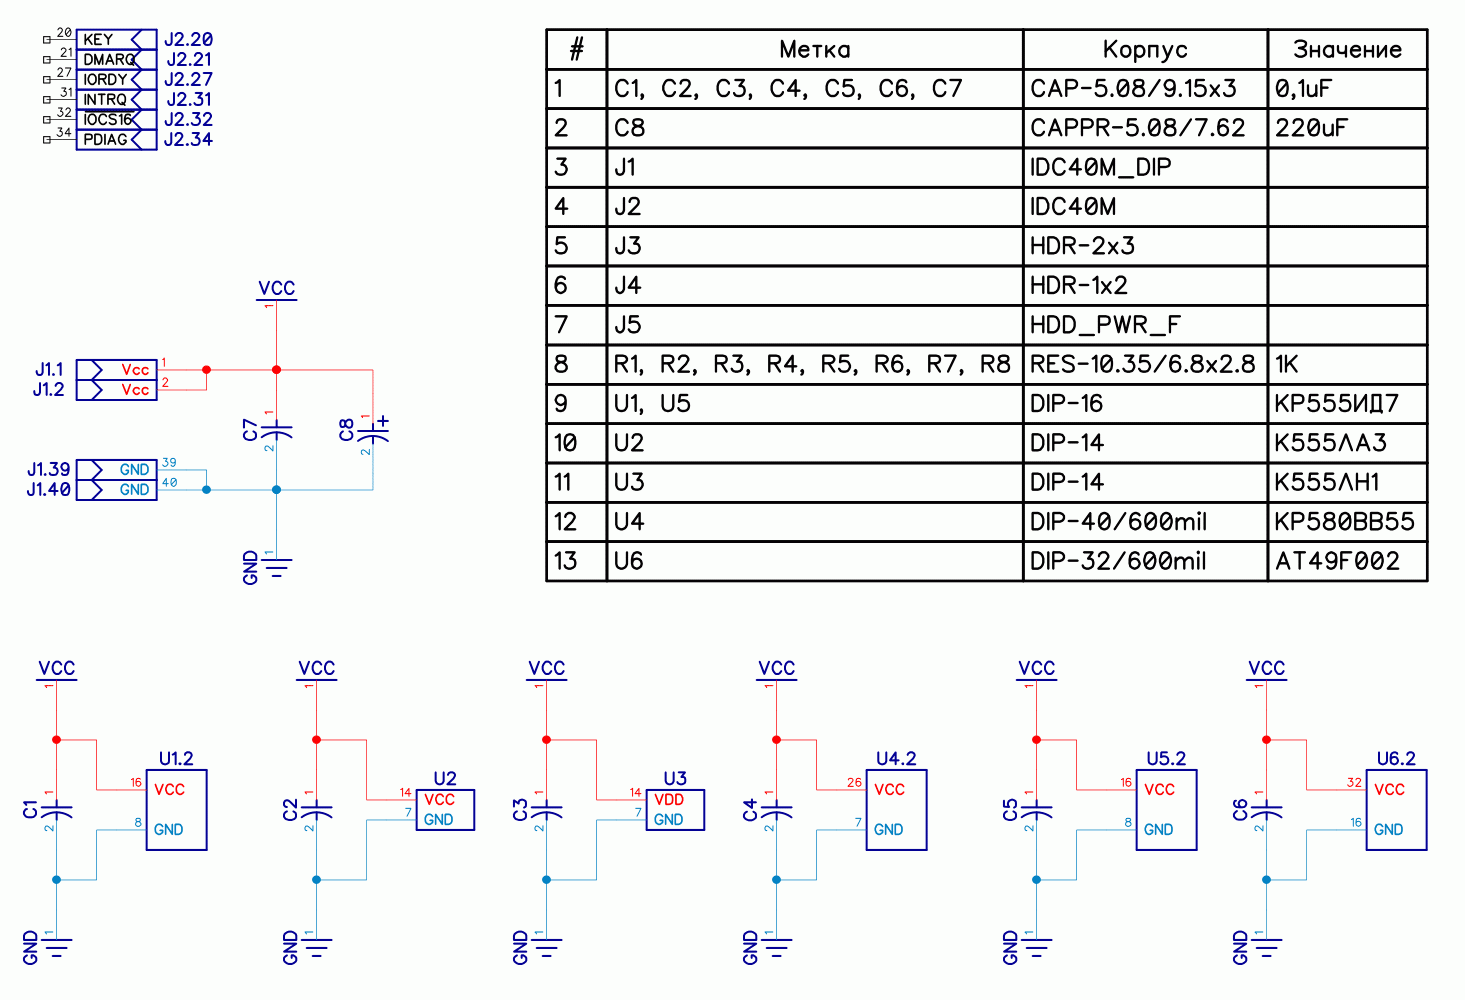 20 KEY J2.20
21 DMARQ J2.21
27 IORDY J2.27
31 INTRQ J2.31
32 IOCS16 J2.32
34 PDIAG J2.34
# Метка Корпус Значение
1 C1, C2, C3, C4, C5, C6, C7 CAP-5.08/9.15x3 0,1uF
2 C8 CAPPR-5.08/7.62 220uF
3 J1 IDC40M_DIP
4 J2 IDC40M
5 J3 HDR-2x3
6 J4 HDR-1x2
7 J5 HDD_PWR_F
8 R1, R2, R3, R4, R5, R6, R7, R8 RES-10.35/6.8x2.8 1K
9 U1, U5 DIP-16 КР555ИД7
10 U2 DIP-14 К555ЛА3
11 U3 DIP-14 К555ЛН1
12 U4 DIP-40/600mil КР580ВВ55
13 U6 DIP-32/600mil AT49F002
VCC
1
J1.1 Vcc 1
J1.2 Vcc 2
C7 1 2
C8 1 + 2
J1.39 GND 39
J1.40 GND 40
1
GND
VCC VCC VCC VCC VCC VCC
1 1 1 1 1 1
U1.2 U2 U3 U4.2 U5.2 U6.2
C1 1 2 16 VCC 8 GND
C2 1 2 14 VCC 7 GND
C3 1 2 14 VDD 7 GND
C4 1 2 26 VCC 7 GND
C5 1 2 16 VCC 8 GND
C6 1 2 32 VCC 16 GND
1 1 1 1 1 1
GND GND GND GND GND GND